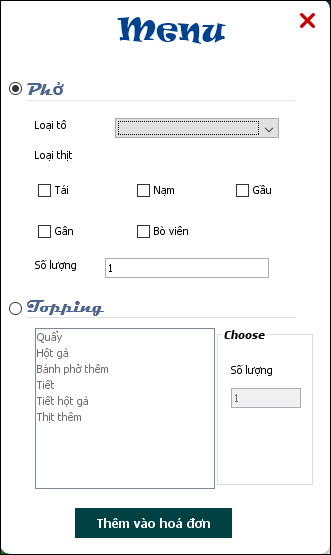 Menu
Phở
Loại tô
Loại thịt
Tái
Nạm
Gầu
Gân
Bò viên
Số lượng
1
Topping
Quẩy
Hột gà
Bánh phở thêm
Tiết
Tiết hột gà
Thịt thêm
Choose
Số lượng
1
Thêm vào hoá đơn